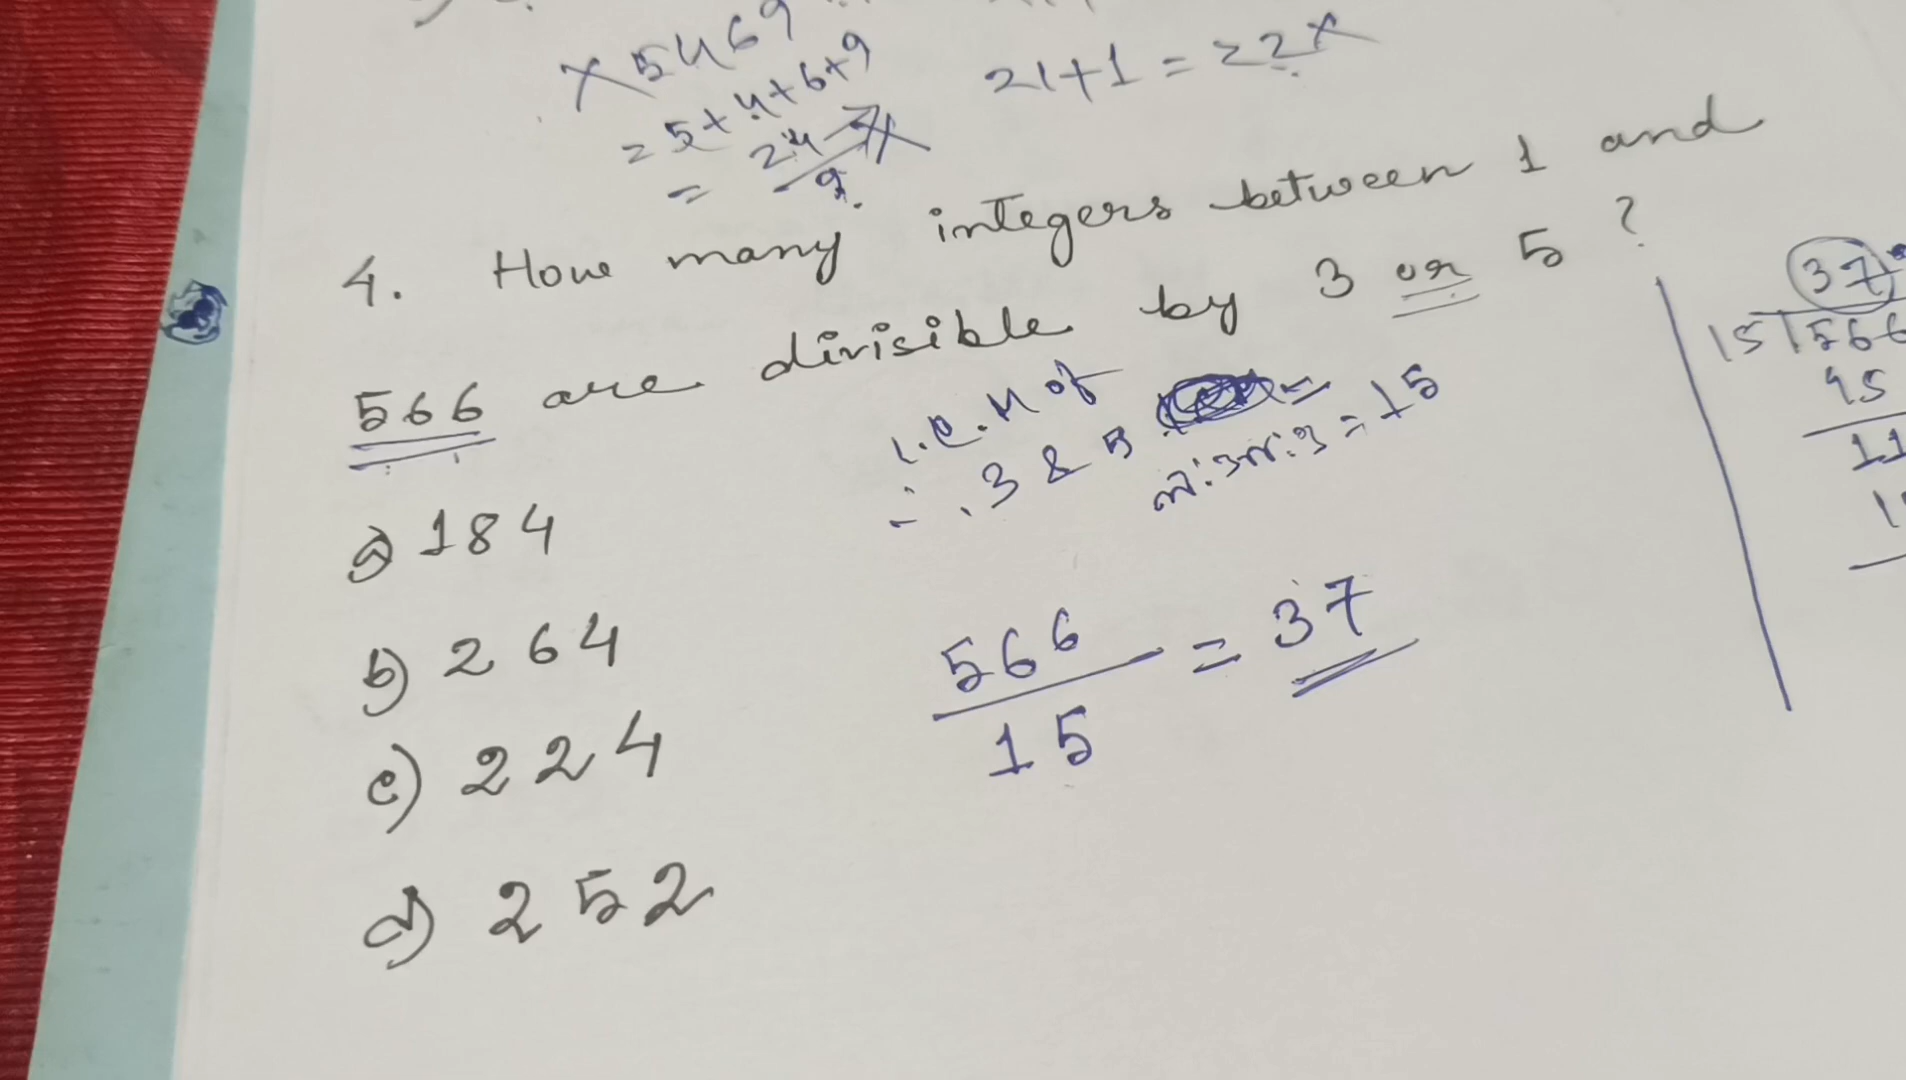 × 5469
= 5+4+6+9
= 24/9
21+1 = 22 ×
4. How many integers between 1 and
566 are divisible by 3 or 5 ?
L.C.M of
∴ 3 & 5 =
= 15
a) 184
b) 264
c) 224
d) 252
566/15 = 37
37
15 566
45
11